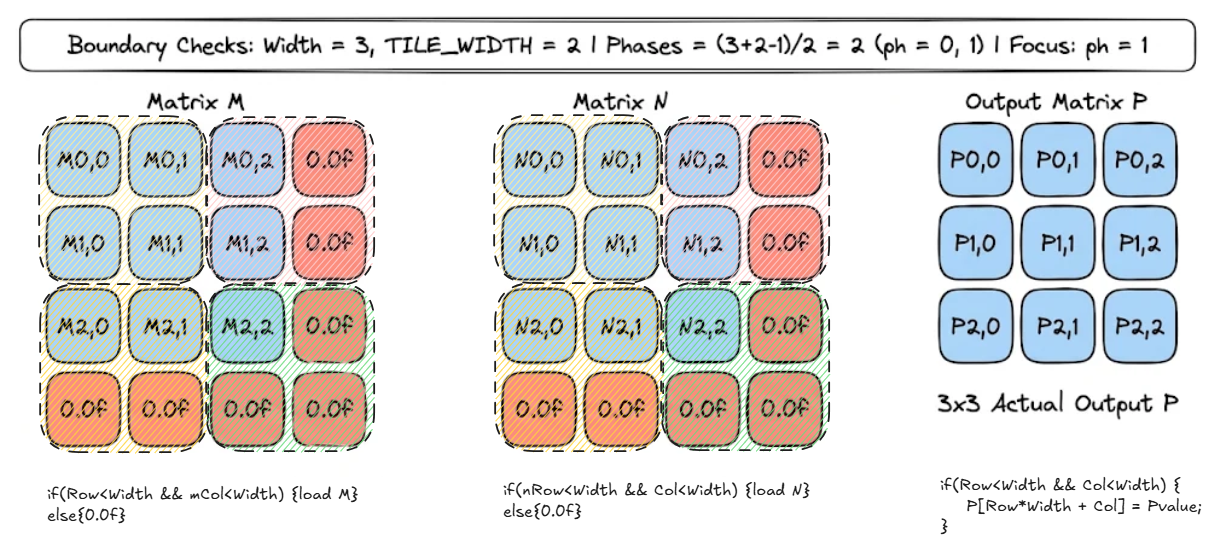 Boundary Checks: Width = 3, TILE_WIDTH = 2 | Phases = (3+2-1)/2 = 2 (ph = 0, 1) | Focus: ph = 1
Matrix M
M0,0 M0,1 M0,2 0.0f
M1,0 M1,1 M1,2 0.0f
M2,0 M2,1 M2,2 0.0f
0.0f 0.0f 0.0f 0.0f
if(Row<Width && mCol<Width) {load M}
else{0.0f}
Matrix N
N0,0 N0,1 N0,2 0.0f
N1,0 N1,1 N1,2 0.0f
N2,0 N2,1 N2,2 0.0f
0.0f 0.0f 0.0f 0.0f
if(nRow<Width && Col<Width) {load N}
else{0.0f}
Output Matrix P
P0,0 P0,1 P0,2
P1,0 P1,1 P1,2
P2,0 P2,1 P2,2
3x3 Actual Output P
if(Row<Width && Col<Width) {
P[Row*Width + Col] = Pvalue;
}